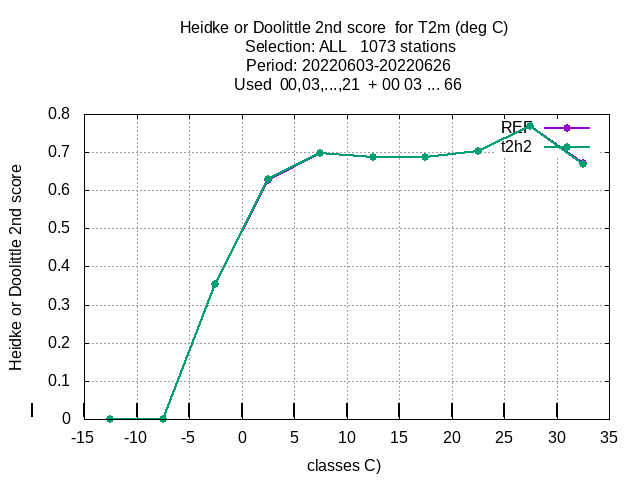 Heidke or Doolittle 2nd score  for T2m (deg C)
Selection: ALL   1073 stations
Period: 20220603-20220626
Used  00,03,...,21  + 00 03 ... 66
Heidke or Doolittle 2nd score
0.8
0.7
0.6
0.5
0.4
0.3
0.2
0.1
0
REF
t2h2
-15 -10 -5 0 5 10 15 20 25 30 35
classes C)